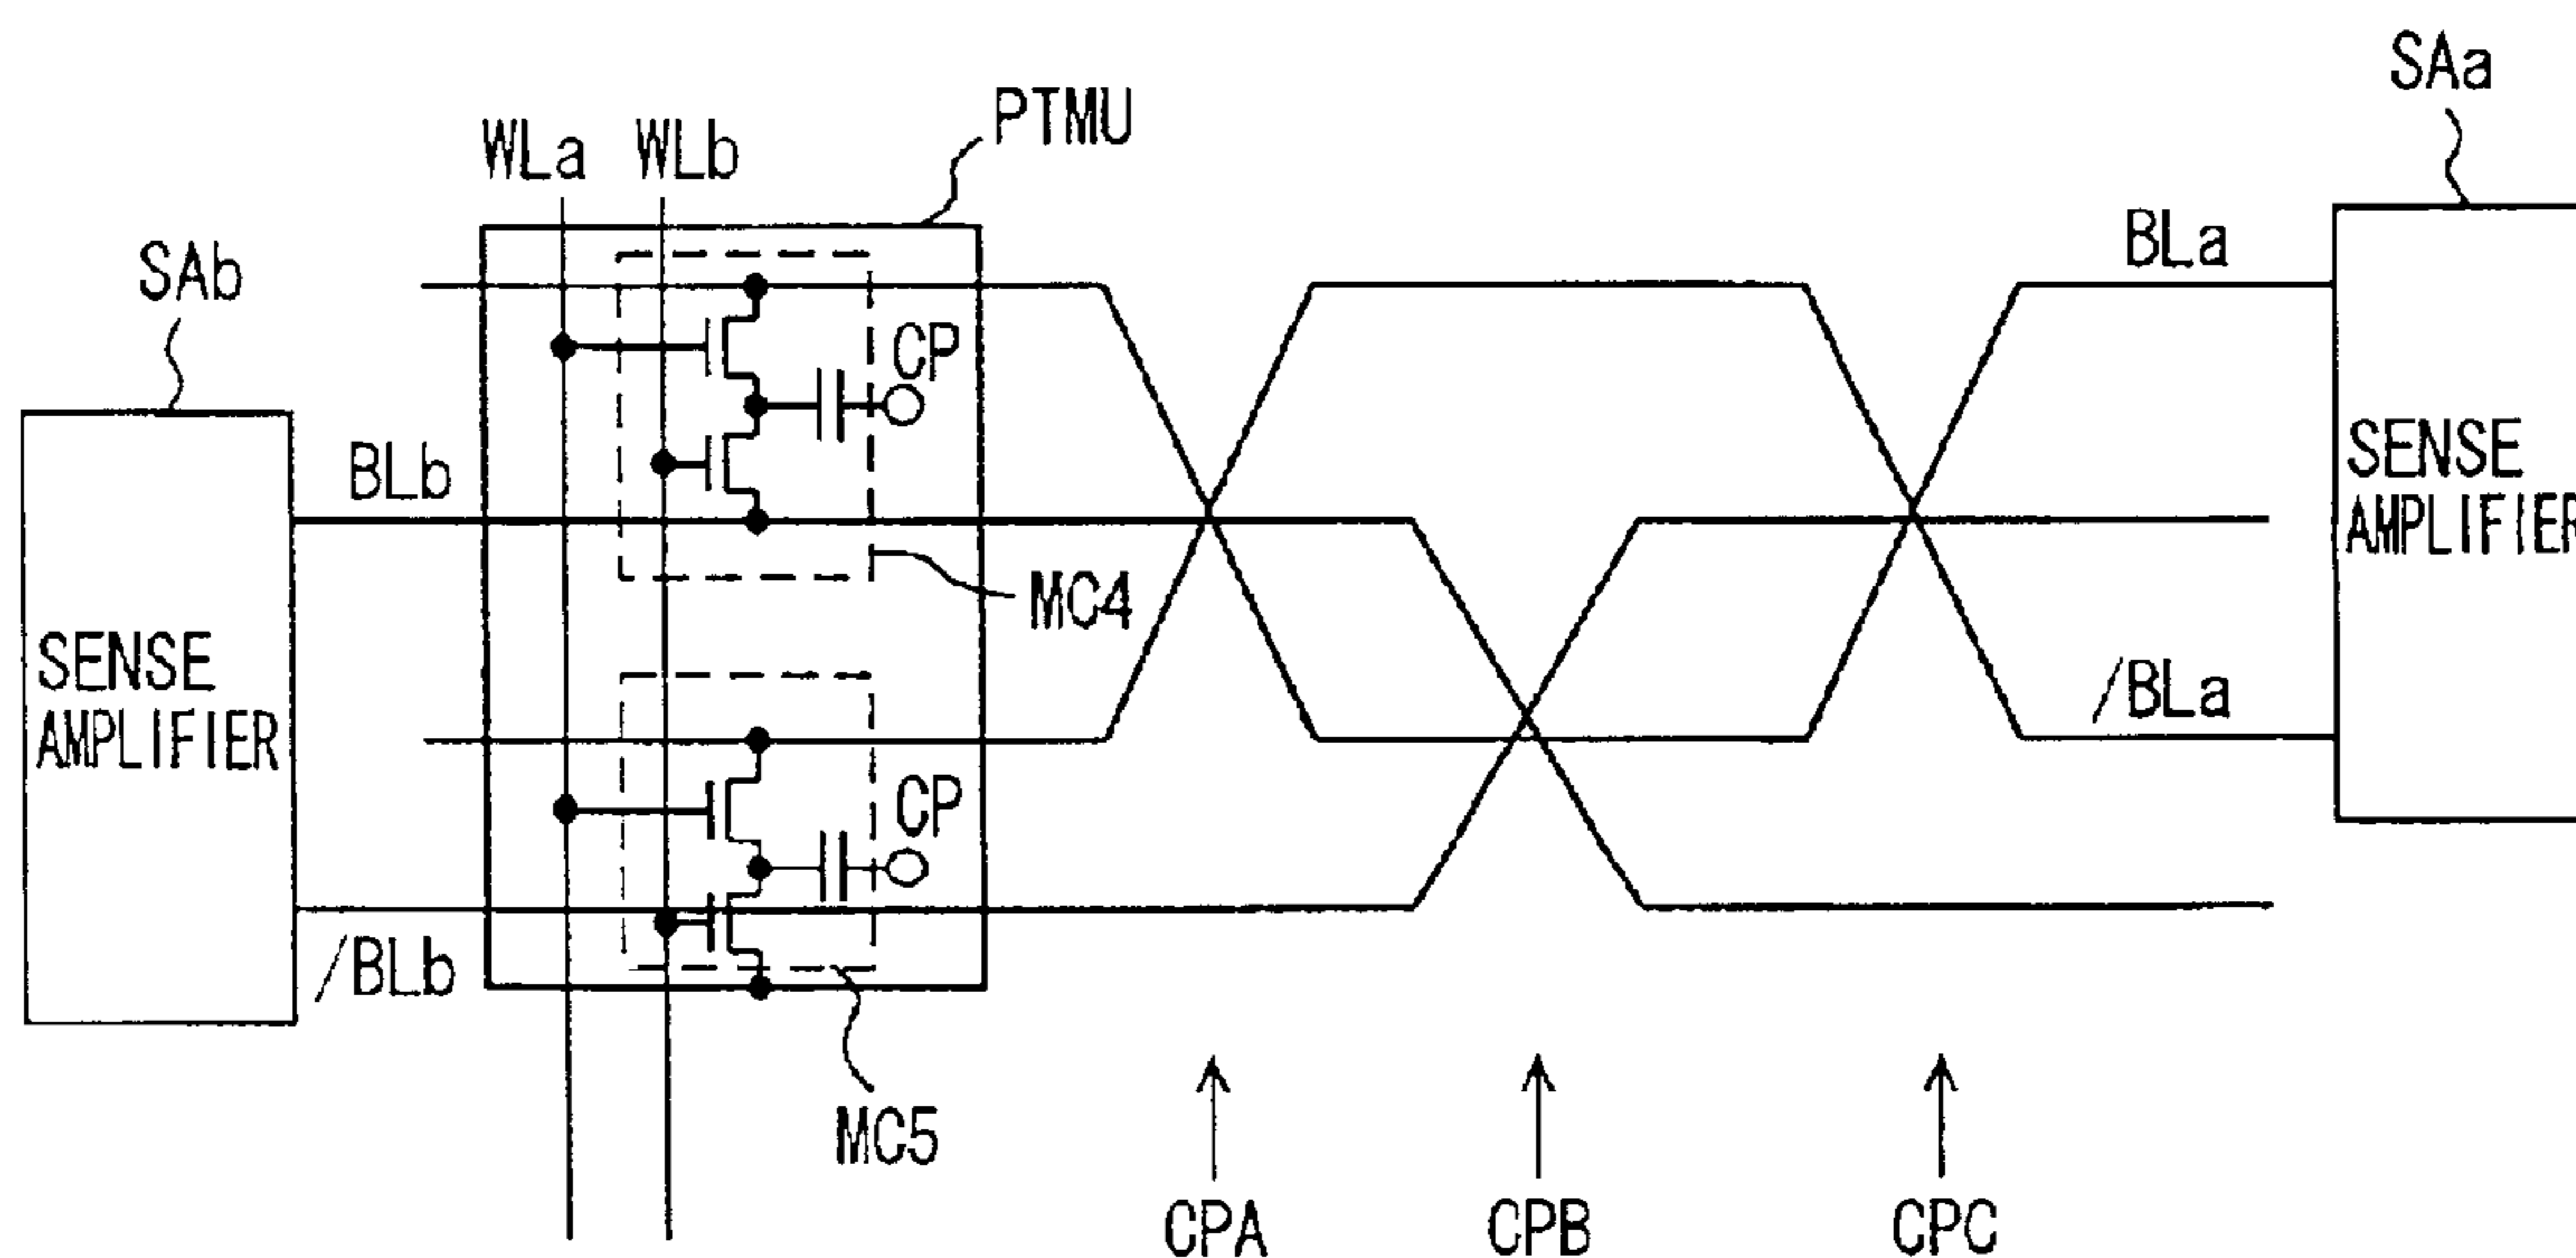 SAa
PTMU
WLa WLb
BLa
SAb
CP
BLb
SENSE
AMPLIFIER
MC4
SENSE
AMPLIFIER
/BLa
CP
/BLb
MC5
CPA CPB CPC